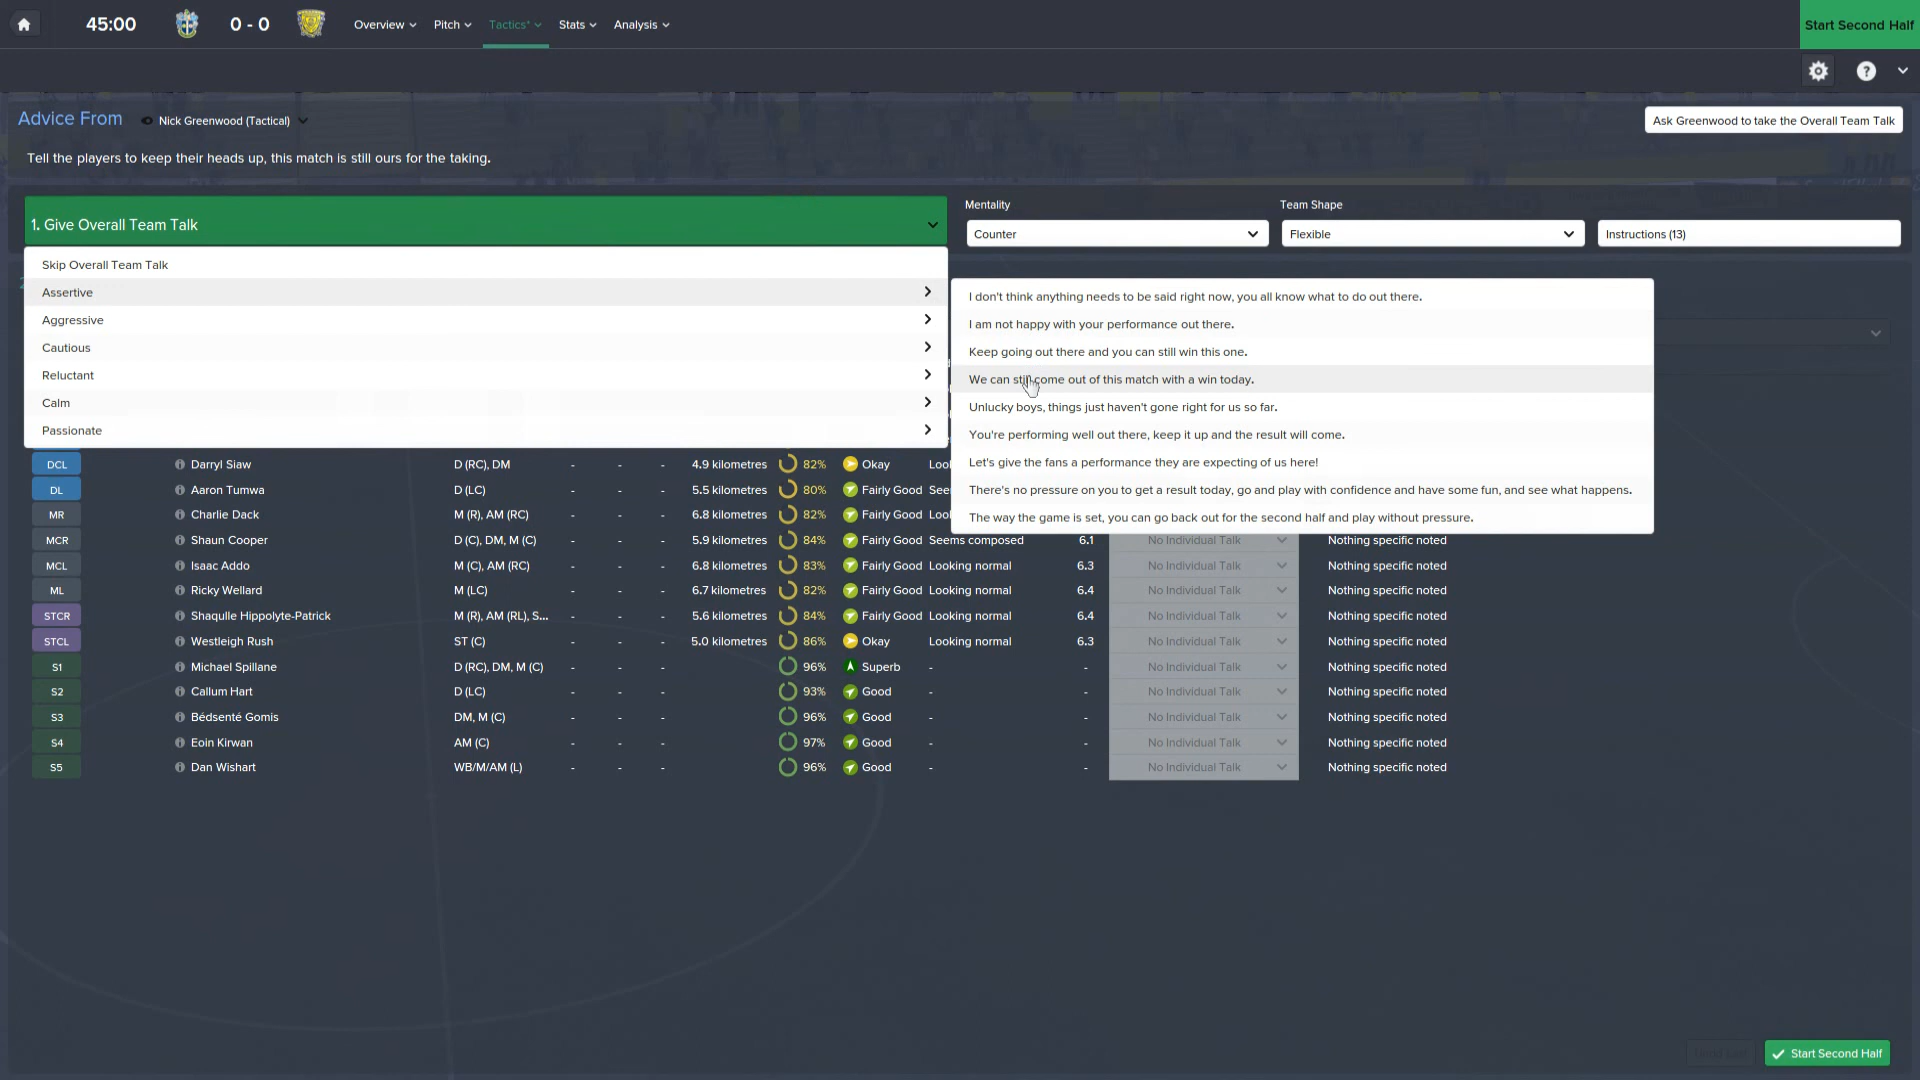 45:00 0 - 0 Overview Pitch Tactics* Stats Analysis Start Second Half
?
Advice From Nick Greenwood (Tactical) Ask Greenwood to take the Overall Team Talk
Tell the players to keep their heads up, this match is still ours for the taking.
Mentality Team Shape
1. Give Overall Team Talk Counter Flexible Instructions (13)
Skip Overall Team Talk
Assertive
Aggressive
Cautious
Reluctant
Calm
Passionate
I don't think anything needs to be said right now, you all know what to do out there.
I am not happy with your performance out there.
Keep going out there and you can still win this one.
We can still come out of this match with a win today.
Unlucky boys, things just haven't gone right for us so far.
You're performing well out there, keep it up and the result will come.
Let's give the fans a performance they are expecting of us here!
There's no pressure on you to get a result today, go and play with confidence and have some fun, and see what happens.
The way the game is set, you can go back out for the second half and play without pressure.
DCL Darryl Siaw D (RC), DM - - - 4.9 kilometres 82% Okay
DL Aaron Tumwa D (LC) - - - 5.5 kilometres 80% Fairly Good
MR Charlie Dack M (R), AM (RC) - - - 6.8 kilometres 82% Fairly Good
MCR Shaun Cooper D (C), DM, M (C) - - - 5.9 kilometres 84% Fairly Good Seems composed 6.1 No Individual Talk Nothing specific noted
MCL Isaac Addo M (C), AM (RC) - - - 6.8 kilometres 83% Fairly Good Looking normal 6.3 No Individual Talk Nothing specific noted
ML Ricky Wellard M (LC) - - - 6.7 kilometres 82% Fairly Good Looking normal 6.4 No Individual Talk Nothing specific noted
STCR Shaqulle Hippolyte-Patrick M (R), AM (RL), S... - - - 5.6 kilometres 84% Fairly Good Looking normal 6.4 No Individual Talk Nothing specific noted
STCL Westleigh Rush ST (C) - - - 5.0 kilometres 86% Okay Looking normal 6.3 No Individual Talk Nothing specific noted
S1 Michael Spillane D (RC), DM, M (C) - - - 96% Superb - - No Individual Talk Nothing specific noted
S2 Callum Hart D (LC) - - - 93% Good - - No Individual Talk Nothing specific noted
S3 Bédsenté Gomis DM, M (C) - - - 96% Good - - No Individual Talk Nothing specific noted
S4 Eoin Kirwan AM (C) - - - 97% Good - - No Individual Talk Nothing specific noted
S5 Dan Wishart WB/M/AM (L) - - - 96% Good - - No Individual Talk Nothing specific noted
Start Second Half